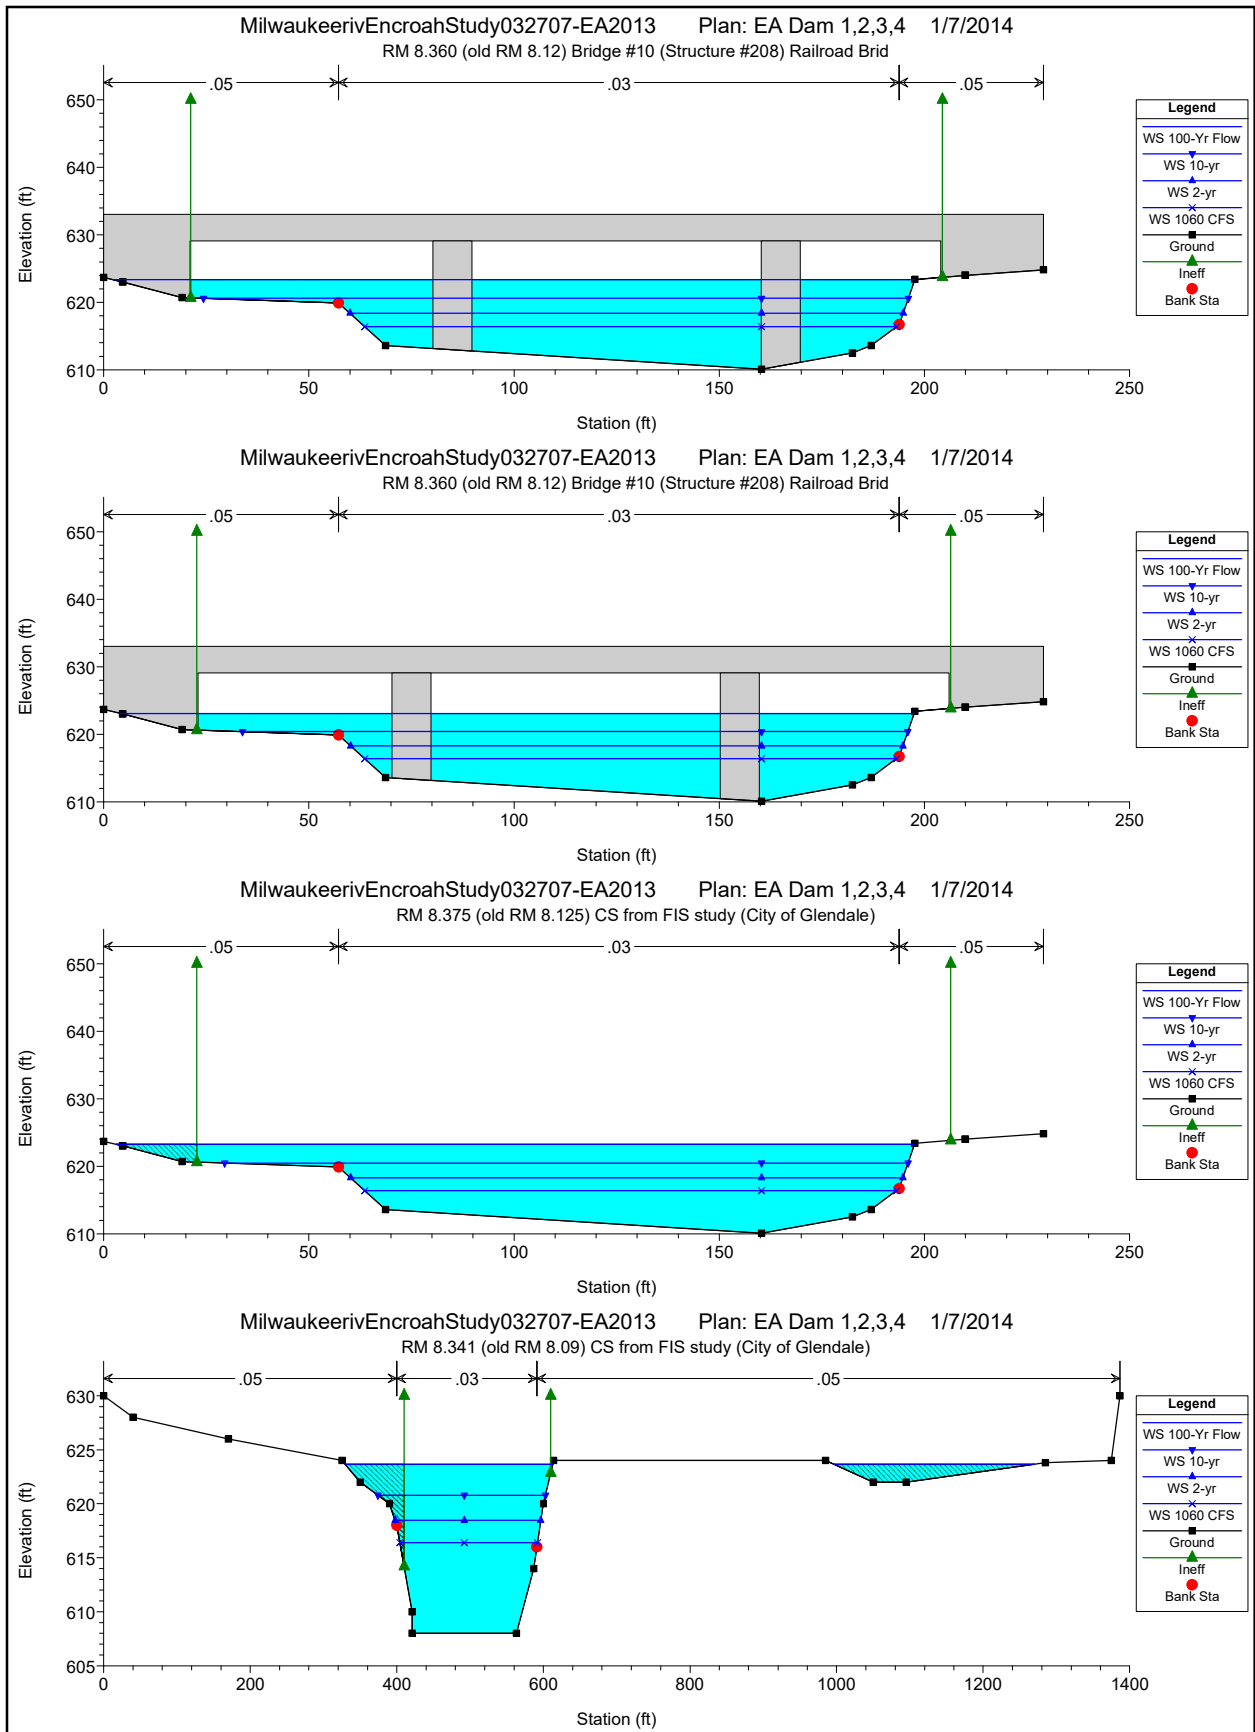 MilwaukeerivEncroahStudy032707-EA2013 Plan: EA Dam 1,2,3,4 1/7/2014
RM 8.360 (old RM 8.12) Bridge #10 (Structure #208) Railroad Brid
.05 .03 .05
650
640
630
620
610
Elevation (ft)
0 50 100 150 200 250
Station (ft)
Legend
WS 100-Yr Flow
WS 10-yr
WS 2-yr
WS 1060 CFS
Ground
Ineff
Bank Sta
MilwaukeerivEncroahStudy032707-EA2013 Plan: EA Dam 1,2,3,4 1/7/2014
RM 8.360 (old RM 8.12) Bridge #10 (Structure #208) Railroad Brid
.05 .03 .05
650
640
630
620
610
Elevation (ft)
0 50 100 150 200 250
Station (ft)
Legend
WS 100-Yr Flow
WS 10-yr
WS 2-yr
WS 1060 CFS
Ground
Ineff
Bank Sta
MilwaukeerivEncroahStudy032707-EA2013 Plan: EA Dam 1,2,3,4 1/7/2014
RM 8.375 (old RM 8.125) CS from FIS study (City of Glendale)
.05 .03 .05
650
640
630
620
610
Elevation (ft)
0 50 100 150 200 250
Station (ft)
Legend
WS 100-Yr Flow
WS 10-yr
WS 2-yr
WS 1060 CFS
Ground
Ineff
Bank Sta
MilwaukeerivEncroahStudy032707-EA2013 Plan: EA Dam 1,2,3,4 1/7/2014
RM 8.341 (old RM 8.09) CS from FIS study (City of Glendale)
.05 .03 .05
630
625
620
615
610
605
Elevation (ft)
0 200 400 600 800 1000 1200 1400
Station (ft)
Legend
WS 100-Yr Flow
WS 10-yr
WS 2-yr
WS 1060 CFS
Ground
Ineff
Bank Sta